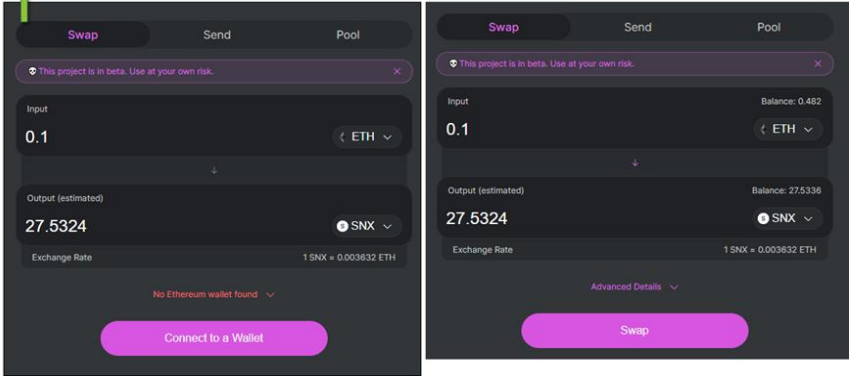 Swap Send Pool
This project is in beta. Use at your own risk.
Input
0.1 ETH
Output (estimated)
27.5324 SNX
Exchange Rate 1 SNX = 0.003632 ETH
No Ethereum wallet found
Connect to a Wallet
Swap Send Pool
This project is in beta. Use at your own risk.
Input Balance: 0.482
0.1 ETH
Output (estimated) Balance: 27.5336
27.5324 SNX
Exchange Rate 1 SNX = 0.003632 ETH
Advanced Details
Swap